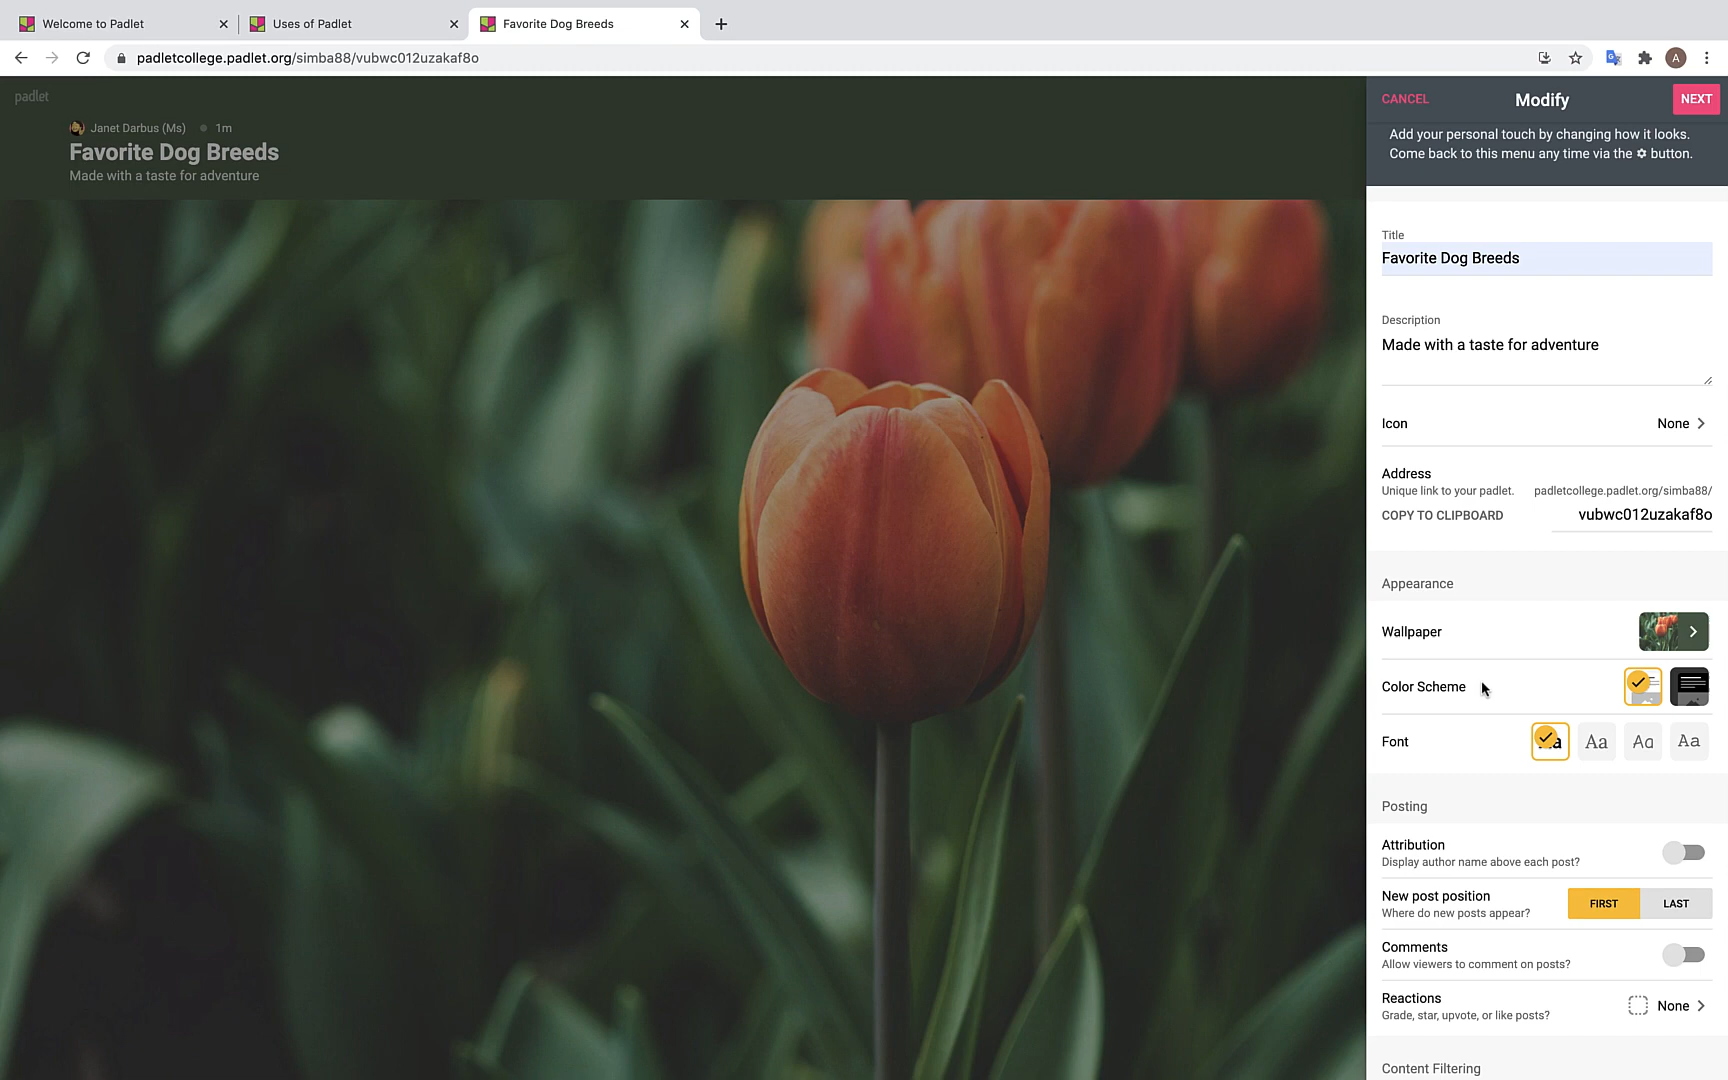 Welcome to Padlet
Uses of Padlet
Favorite Dog Breeds
padletcollege.padlet.org/simba88/vubwc012uzakaf8o
A
padlet
Janet Darbus (Ms) 1m
Favorite Dog Breeds
Made with a taste for adventure
CANCEL
Modify
NEXT
Add your personal touch by changing how it looks.
Come back to this menu any time via the button.
Title
Favorite Dog Breeds
Description
Made with a taste for adventure
Icon
None
Address
Unique link to your padlet.
padletcollege.padlet.org/simba88/
COPY TO CLIPBOARD
vubwc012uzakaf8o
Appearance
Wallpaper
Color Scheme
Font
Aa Aa Aa
Posting
Attribution
Display author name above each post?
New post position
Where do new posts appear?
FIRST
LAST
Comments
Allow viewers to comment on posts?
Reactions
Grade, star, upvote, or like posts?
None
Content Filtering